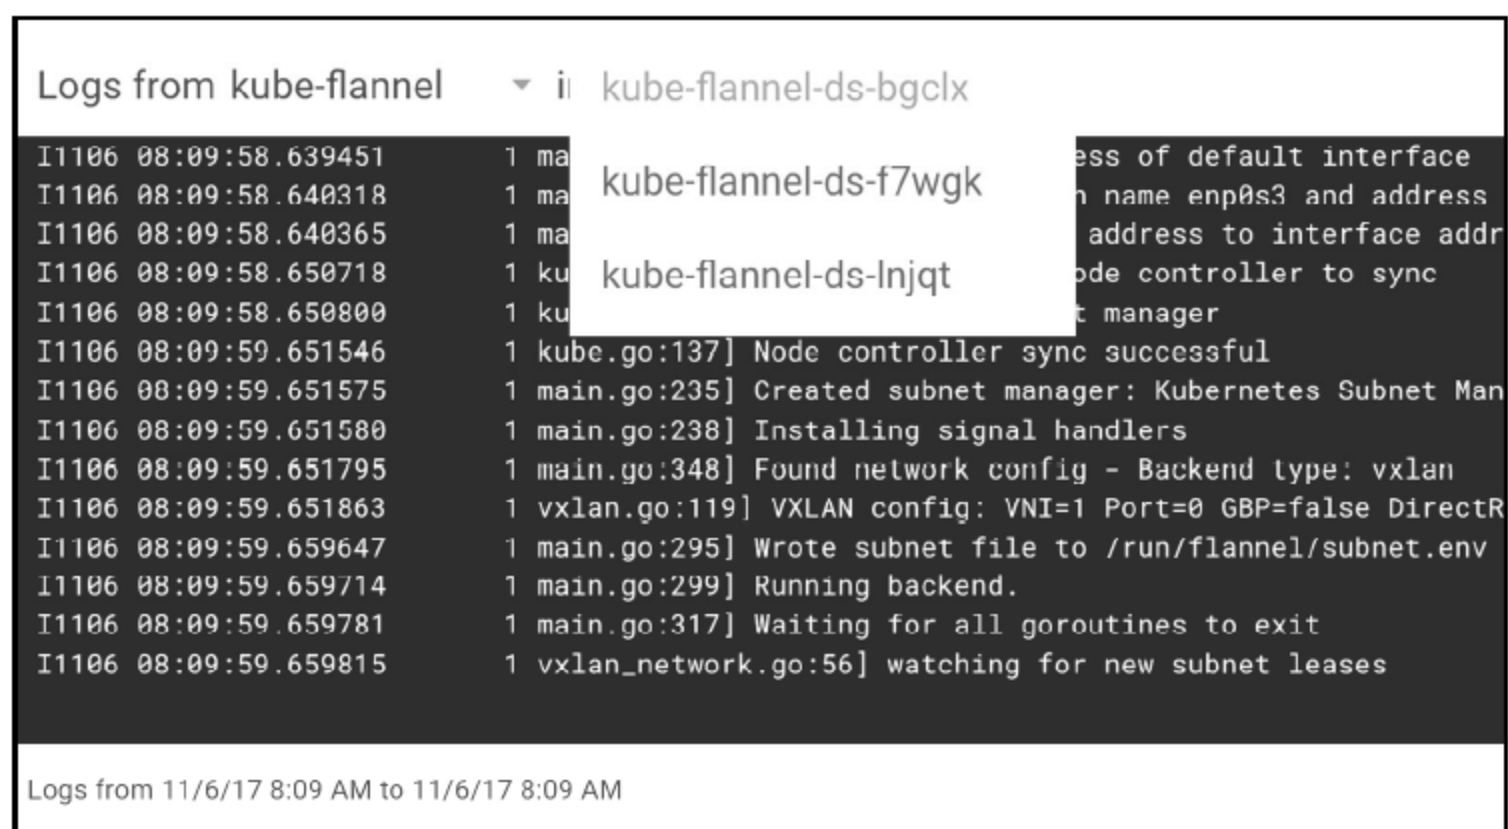 Logs from kube-flannel kube-flannel-ds-bgclx
kube-flannel-ds-f7wgk
kube-flannel-ds-lnjqt
I1106 08:09:58.639451 1 ma ess of default interface
I1106 08:09:58.640318 1 ma name enp0s3 and address
I1106 08:09:58.640365 1 ma address to interface addr
I1106 08:09:58.650718 1 ku ode controller to sync
I1106 08:09:58.650800 1 ku t manager
I1106 08:09:59.651546 1 kube.go:137] Node controller sync successful
I1106 08:09:59.651575 1 main.go:235] Created subnet manager: Kubernetes Subnet Man
I1106 08:09:59.651580 1 main.go:238] Installing signal handlers
I1106 08:09:59.651795 1 main.go:348] Found network config - Backend type: vxlan
I1106 08:09:59.651863 1 vxlan.go:119] VXLAN config: VNI=1 Port=0 GBP=false DirectR
I1106 08:09:59.659647 1 main.go:295] Wrote subnet file to /run/flannel/subnet.env
I1106 08:09:59.659714 1 main.go:299] Running backend.
I1106 08:09:59.659781 1 main.go:317] Waiting for all goroutines to exit
I1106 08:09:59.659815 1 vxlan_network.go:56] watching for new subnet leases
Logs from 11/6/17 8:09 AM to 11/6/17 8:09 AM